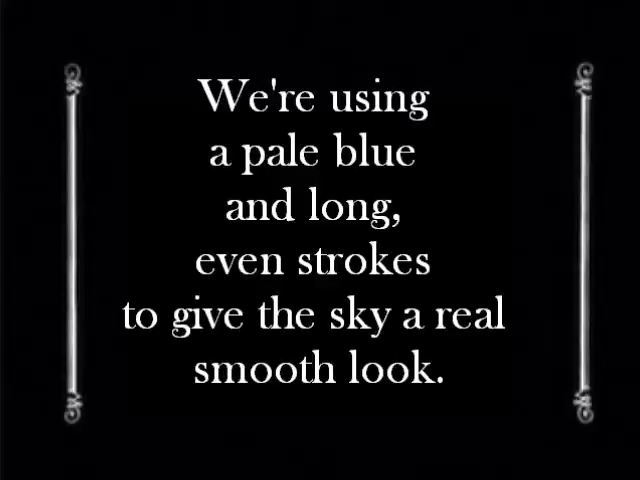 We're using
a pale blue
and long,
even strokes
to give the sky a real
smooth look.